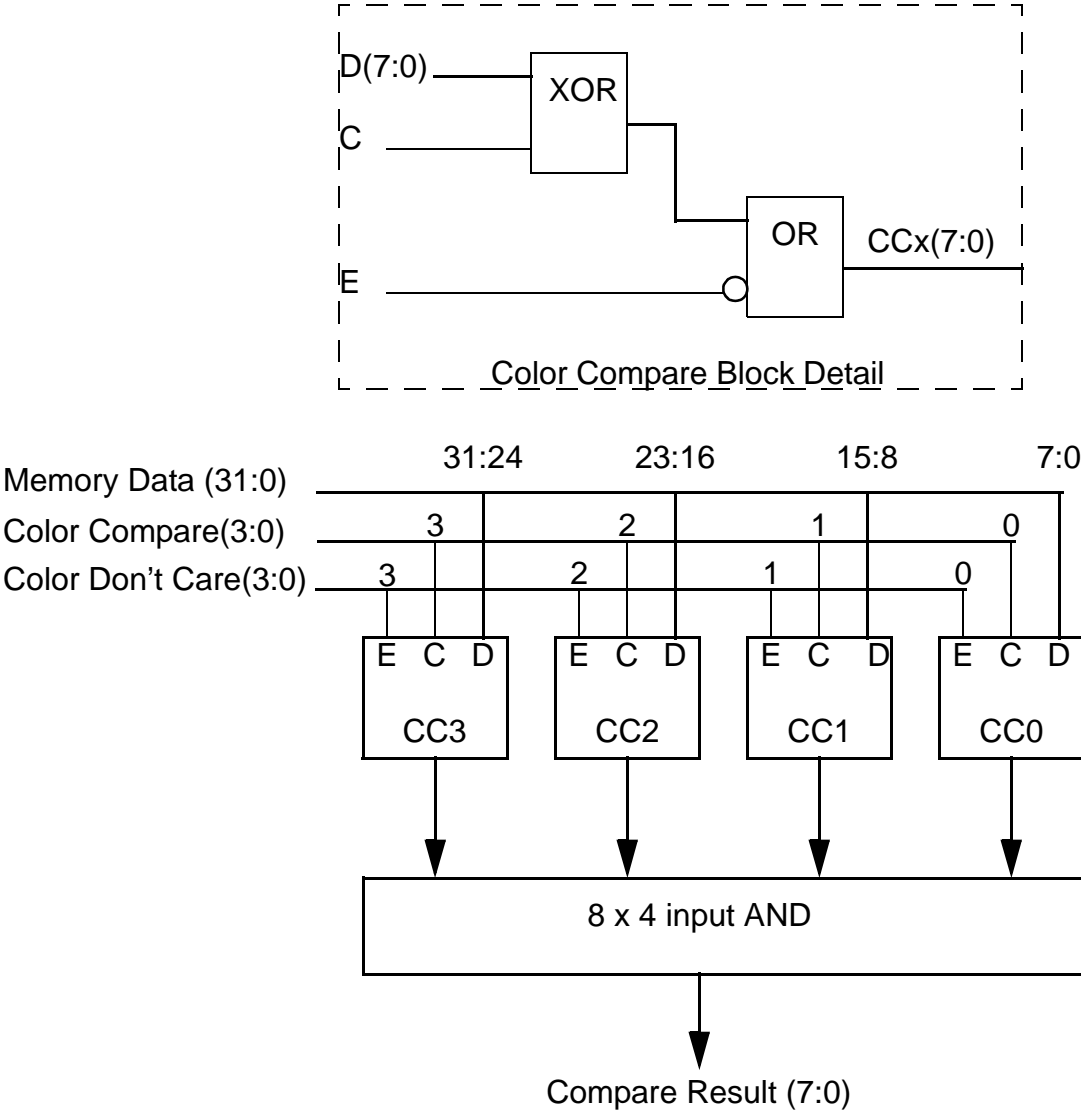 D(7:0)
XOR
C
OR
CCx(7:0)
E
Color Compare Block Detail
31:24 23:16 15:8 7:0
Memory Data (31:0)
Color Compare(3:0) 3 2 1 0
Color Don't Care(3:0) 3 2 1 0
E C D E C D E C D E C D
CC3 CC2 CC1 CC0
8 x 4 input AND
Compare Result (7:0)